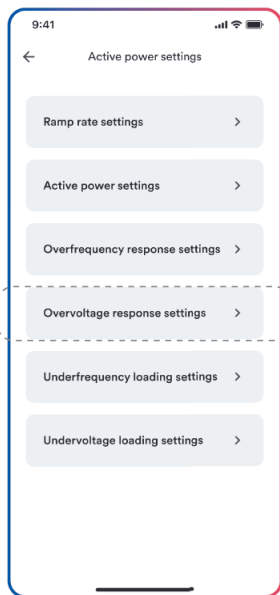 9:41
Active power settings
Ramp rate settings
Active power settings
Overfrequency response settings
Overvoltage response settings
Underfrequency loading settings
Undervoltage loading settings